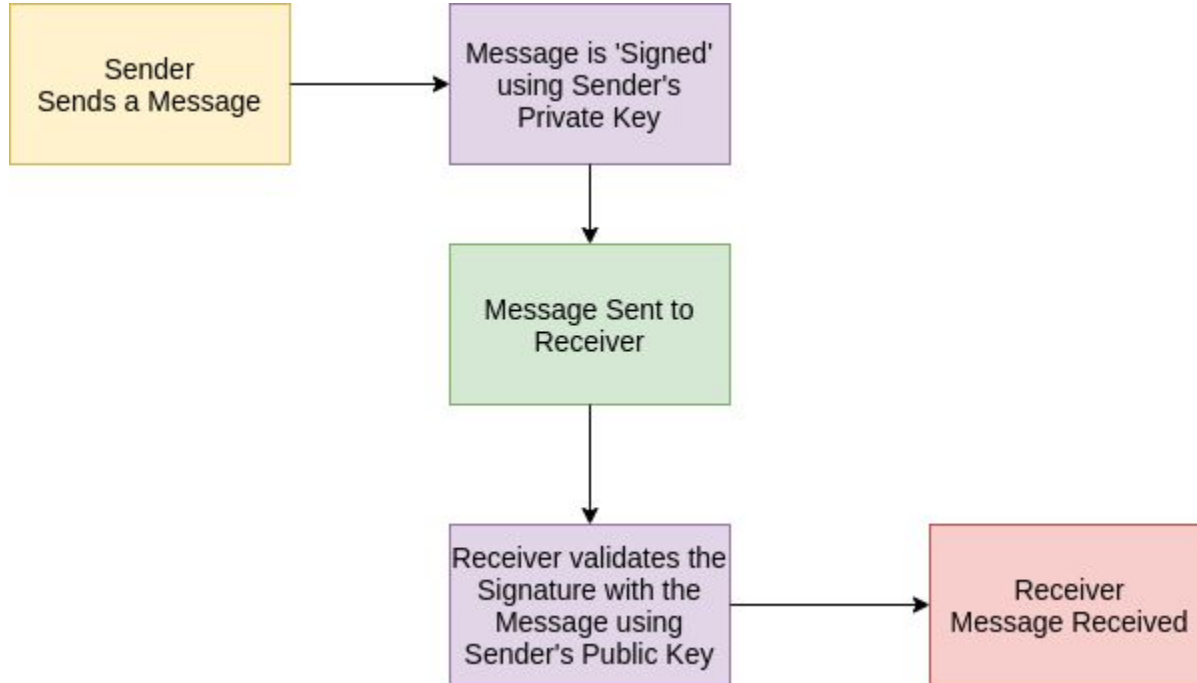 Sender
Sends a Message
Message is 'Signed'
using Sender's
Private Key
Message Sent to
Receiver
Receiver validates the
Signature with the
Message using
Sender's Public Key
Receiver
Message Received